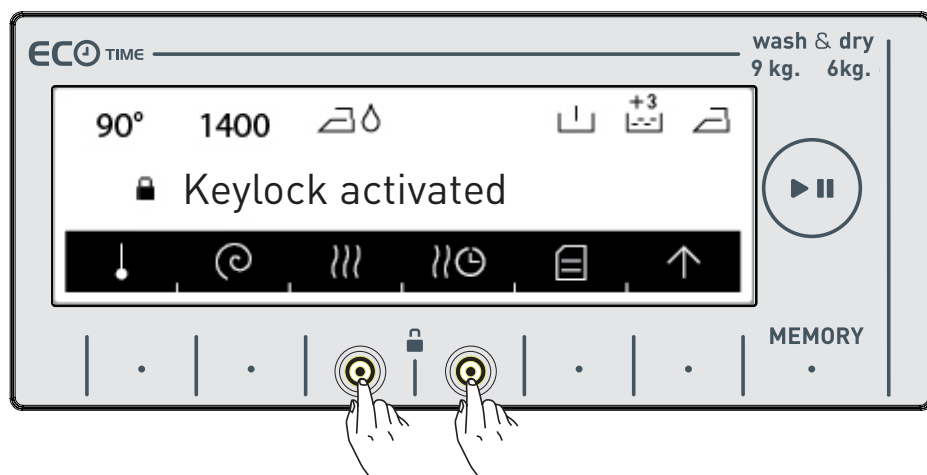 ECO TIME
wash & dry
9 kg. 6kg.
90° 1400
+3
Keylock activated
MEMORY